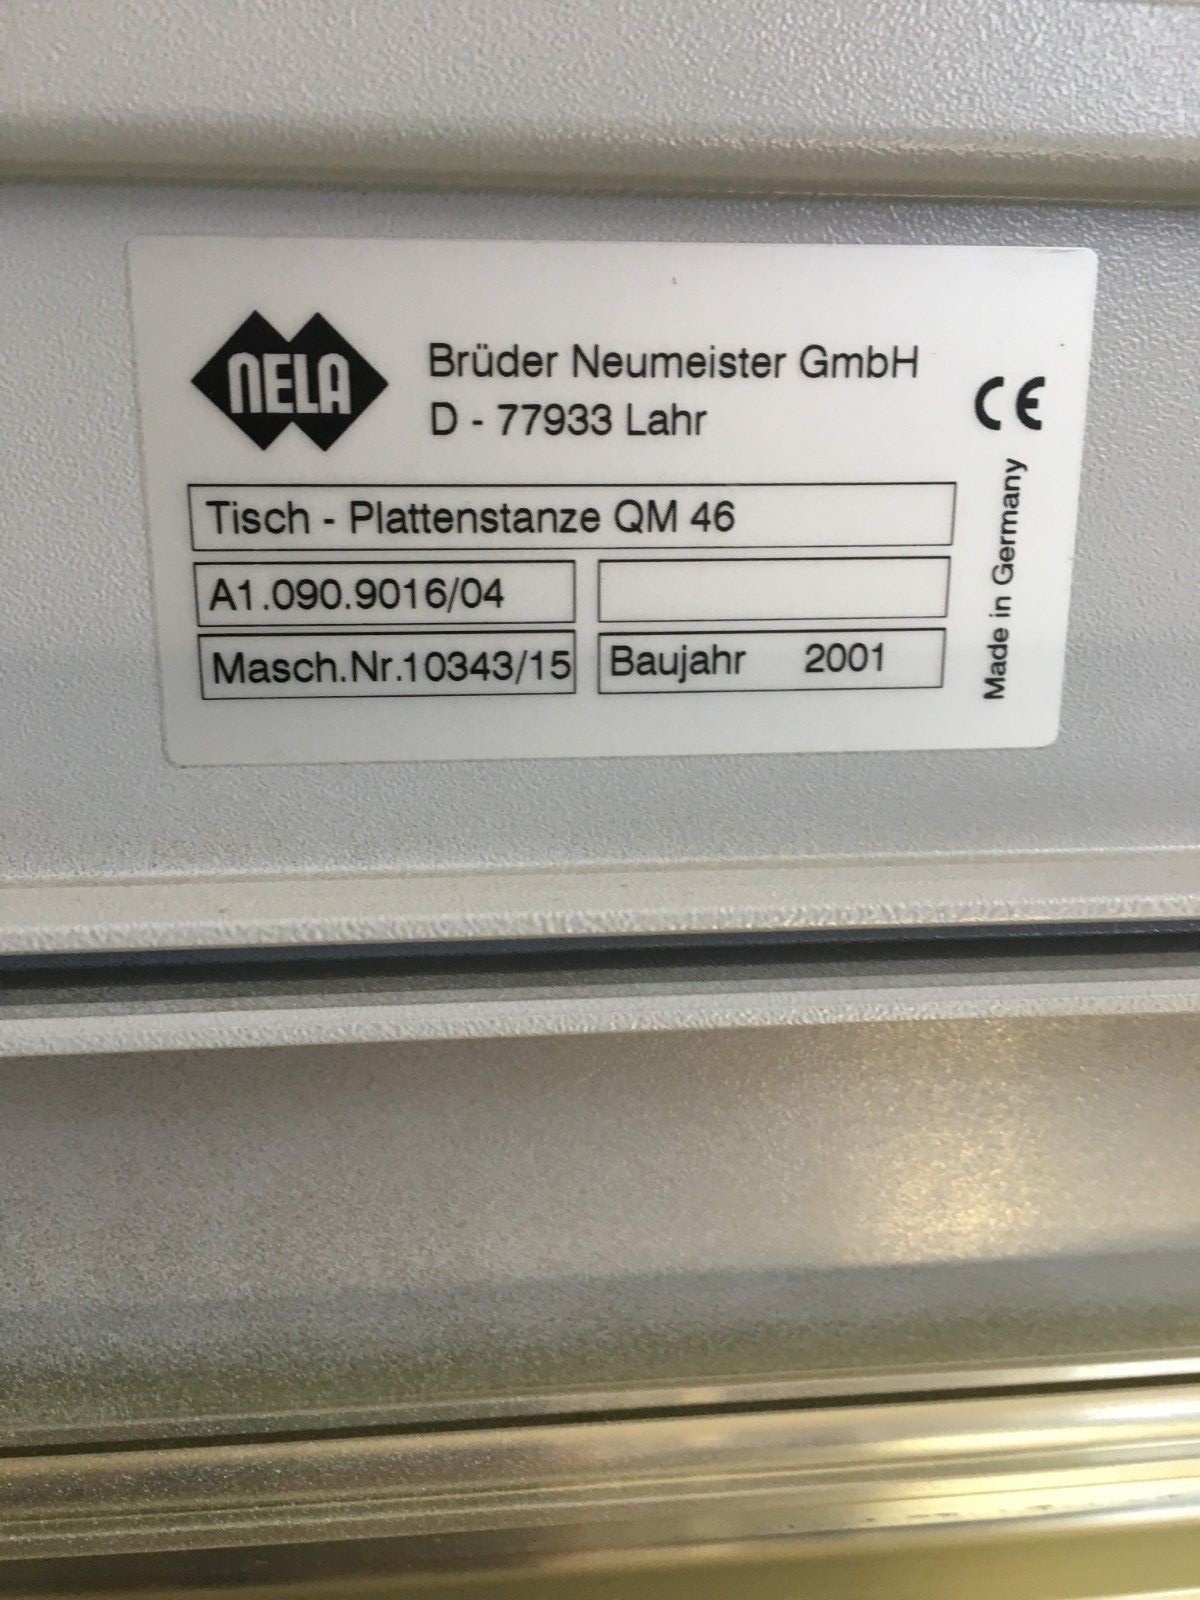 NELA
Brüder Neumeister GmbH
D - 77933 Lahr
CE
Tisch - Plattenstanze QM 46
A1.090.9016/04
Masch.Nr.10343/15
Baujahr 2001
Made in Germany